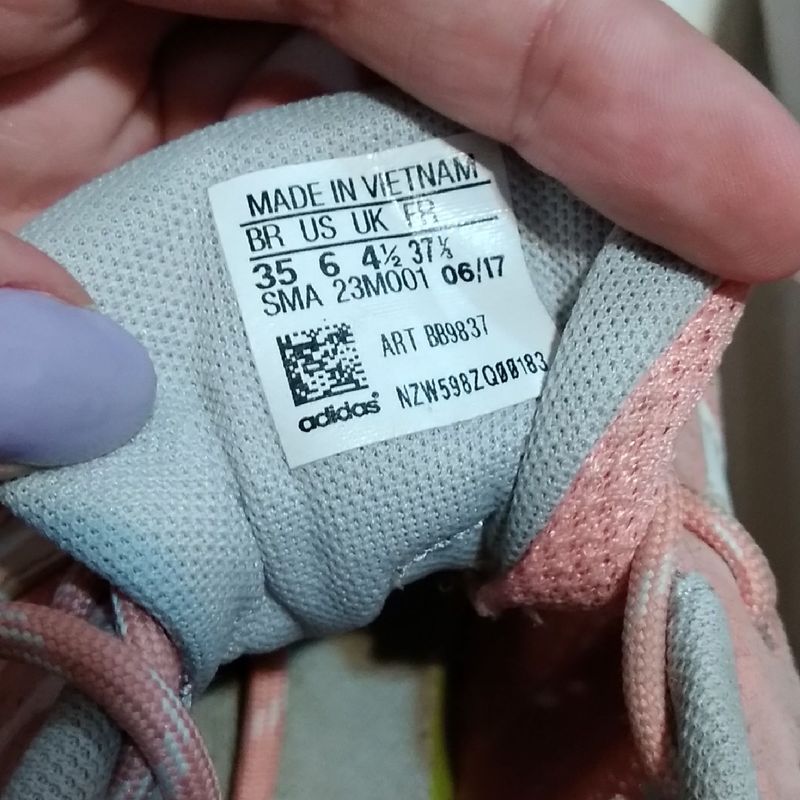 MADE IN VIETNAM
BR US UK FR
35 6 4½ 37⅓
SMA 23M001 06/17
ART BB9837
NZW598ZQ00183
adidas®